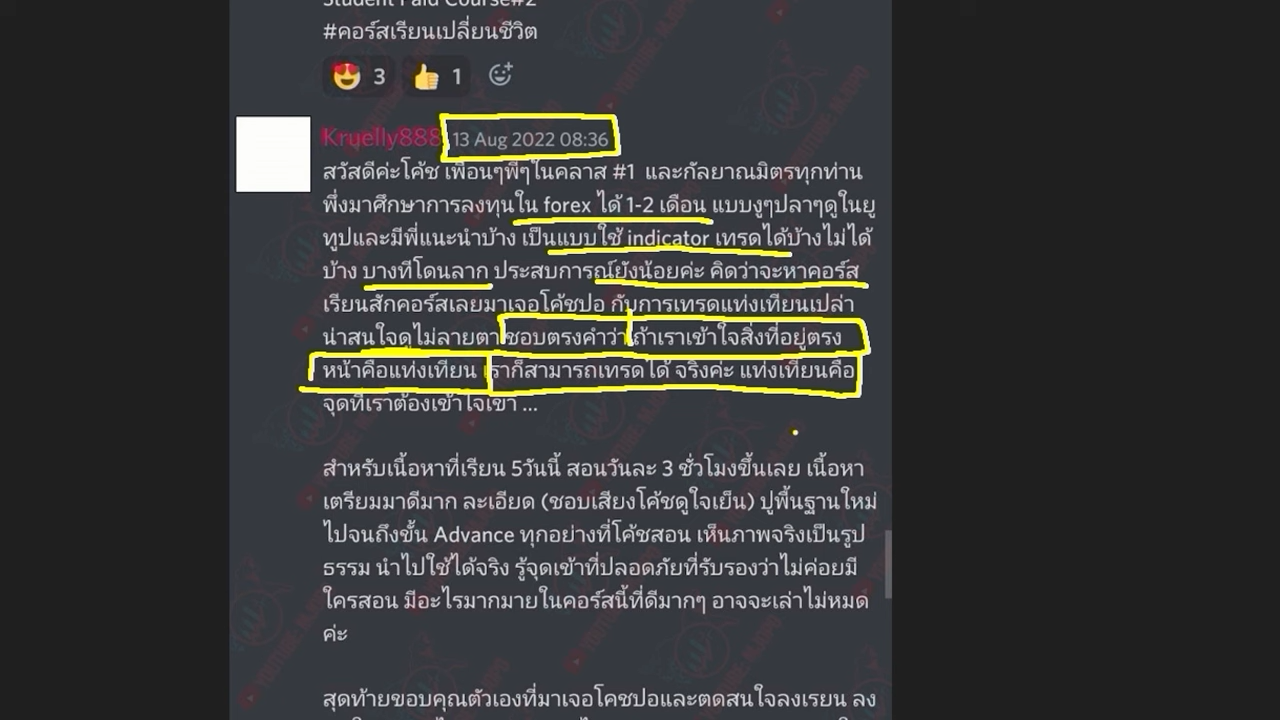 Student Paid Course#2
#คอร์สเรียนเปลี่ยนชีวิต
3 1
Kruelly888 13 Aug 2022 08:36
สวัสดีค่ะโค้ช เพื่อนๆพี่ๆในคลาส #1 และกัลยาณมิตรทุกท่าน
พึ่งมาศึกษาการลงทุนใน forex ได้ 1-2 เดือน แบบงูๆปลาๆดูในยู
ทูปและมีพี่แนะนำบ้าง เป็นแบบใช้ indicator เทรดได้บ้างไม่ได้
บ้าง บางทีโดนลาก ประสบการณ์ยังน้อยค่ะ คิดว่าจะหาคอร์ส
เรียนสักคอร์สเลยมาเจอโค้ชปอ กับการเทรดแท่งเทียนเปล่า
น่าสนใจดูไม่ลายตา ชอบตรงคำว่า ถ้าเราเข้าใจสิ่งที่อยู่ตรง
หน้าคือแท่งเทียน เราก็สามารถเทรดได้ จริงค่ะ แท่งเทียนคือ
จุดที่เราต้องเข้าใจเขา ...
สำหรับเนื้อหาที่เรียน 5วันนี้ สอนวันละ 3 ชั่วโมงขึ้นเลย เนื้อหา
เตรียมมาดีมาก ละเอียด (ชอบเสียงโค้ชดูใจเย็น) ปูพื้นฐานใหม่
ไปจนถึงขั้น Advance ทุกอย่างที่โค้ชสอน เห็นภาพจริงเป็นรูป
ธรรม นำไปใช้ได้จริง รู้จุดเข้าที่ปลอดภัยที่รับรองว่าไม่ค่อยมี
ใครสอน มีอะไรมากมายในคอร์สนี้ที่ดีมากๆ อาจจะเล่าไม่หมด
ค่ะ
สุดท้ายขอบคุณตัวเองที่มาเจอโคชปอและตดสนใจลงเรยน ลง